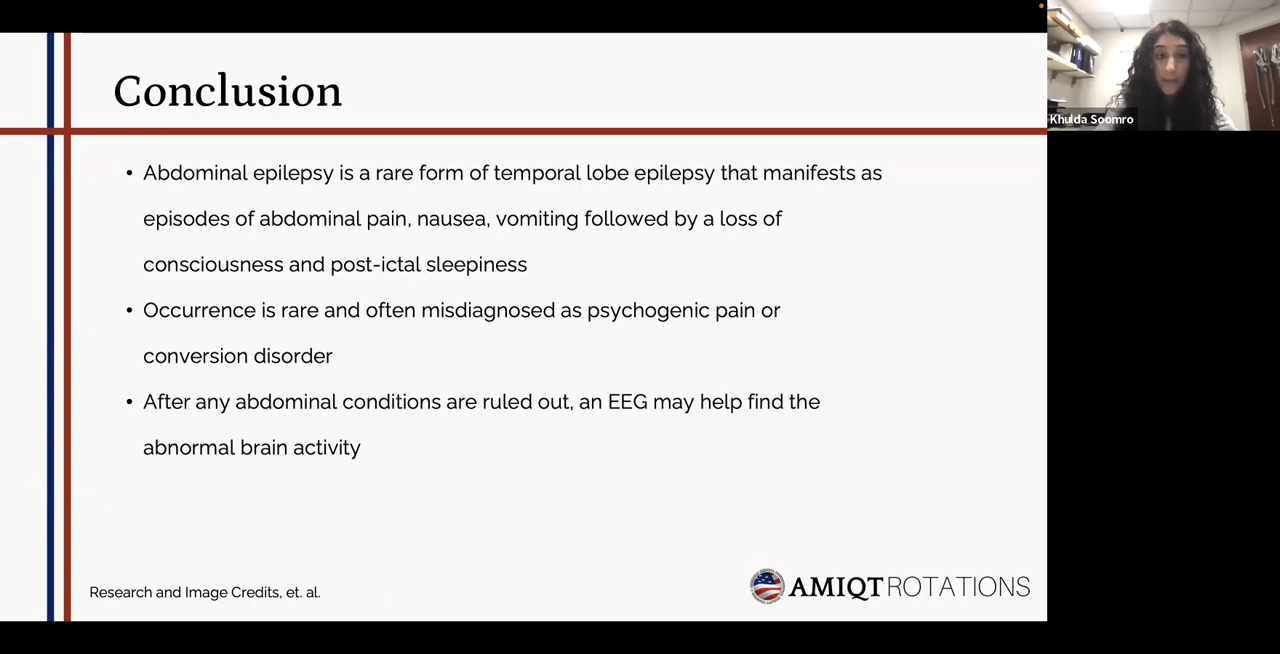 Conclusion
• Abdominal epilepsy is a rare form of temporal lobe epilepsy that manifests as
episodes of abdominal pain, nausea, vomiting followed by a loss of
consciousness and post-ictal sleepiness
• Occurrence is rare and often misdiagnosed as psychogenic pain or
conversion disorder
• After any abdominal conditions are ruled out, an EEG may help find the
abnormal brain activity
Research and Image Credits, et. al.
AMIQT ROTATIONS
Khulda Soomro